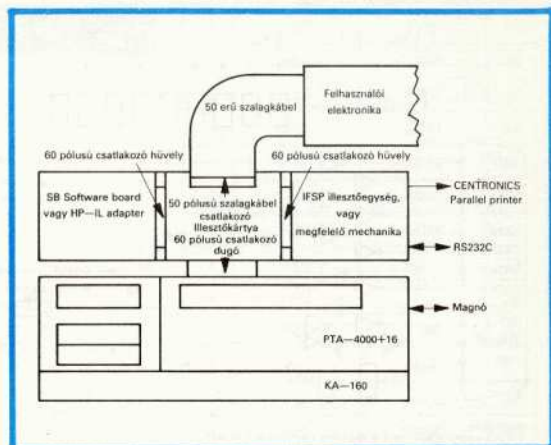 50 erű szalagkábel
Felhasználói
elektronika
60 pólusú csatlakozó hüvely
60 pólusú csatlakozó hüvely
SB Software board
vagy HP—IL adapter
50 pólusú szalagkábel
csatlakozó
Illesztőkártya
60 pólusú csatlakozó
dugó
IFSP illesztőegység,
vagy
megfelelő mechanika
CENTRONICS
Parallel printer
RS232C
Magnó
PTA—4000+16
KA—160